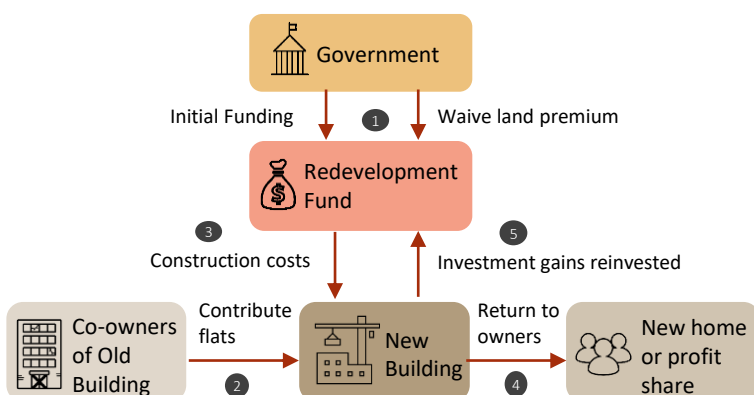 Government
Initial Funding
1
Waive land premium
$
Redevelopment
Fund
3
Construction costs
5
Investment gains reinvested
Co-owners
of Old
Building
Contribute
flats
2
New
Building
Return to
owners
4
New home
or profit
share